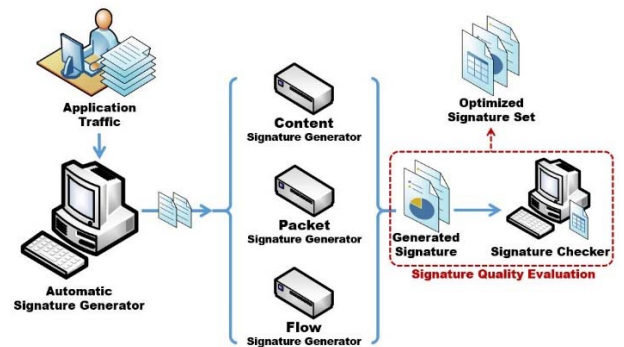 Application
Traffic
Automatic
Signature Generator
Content
Signature Generator
Packet
Signature Generator
Flow
Signature Generator
Optimized
Signature Set
Generated
Signature
Signature Checker
Signature Quality Evaluation